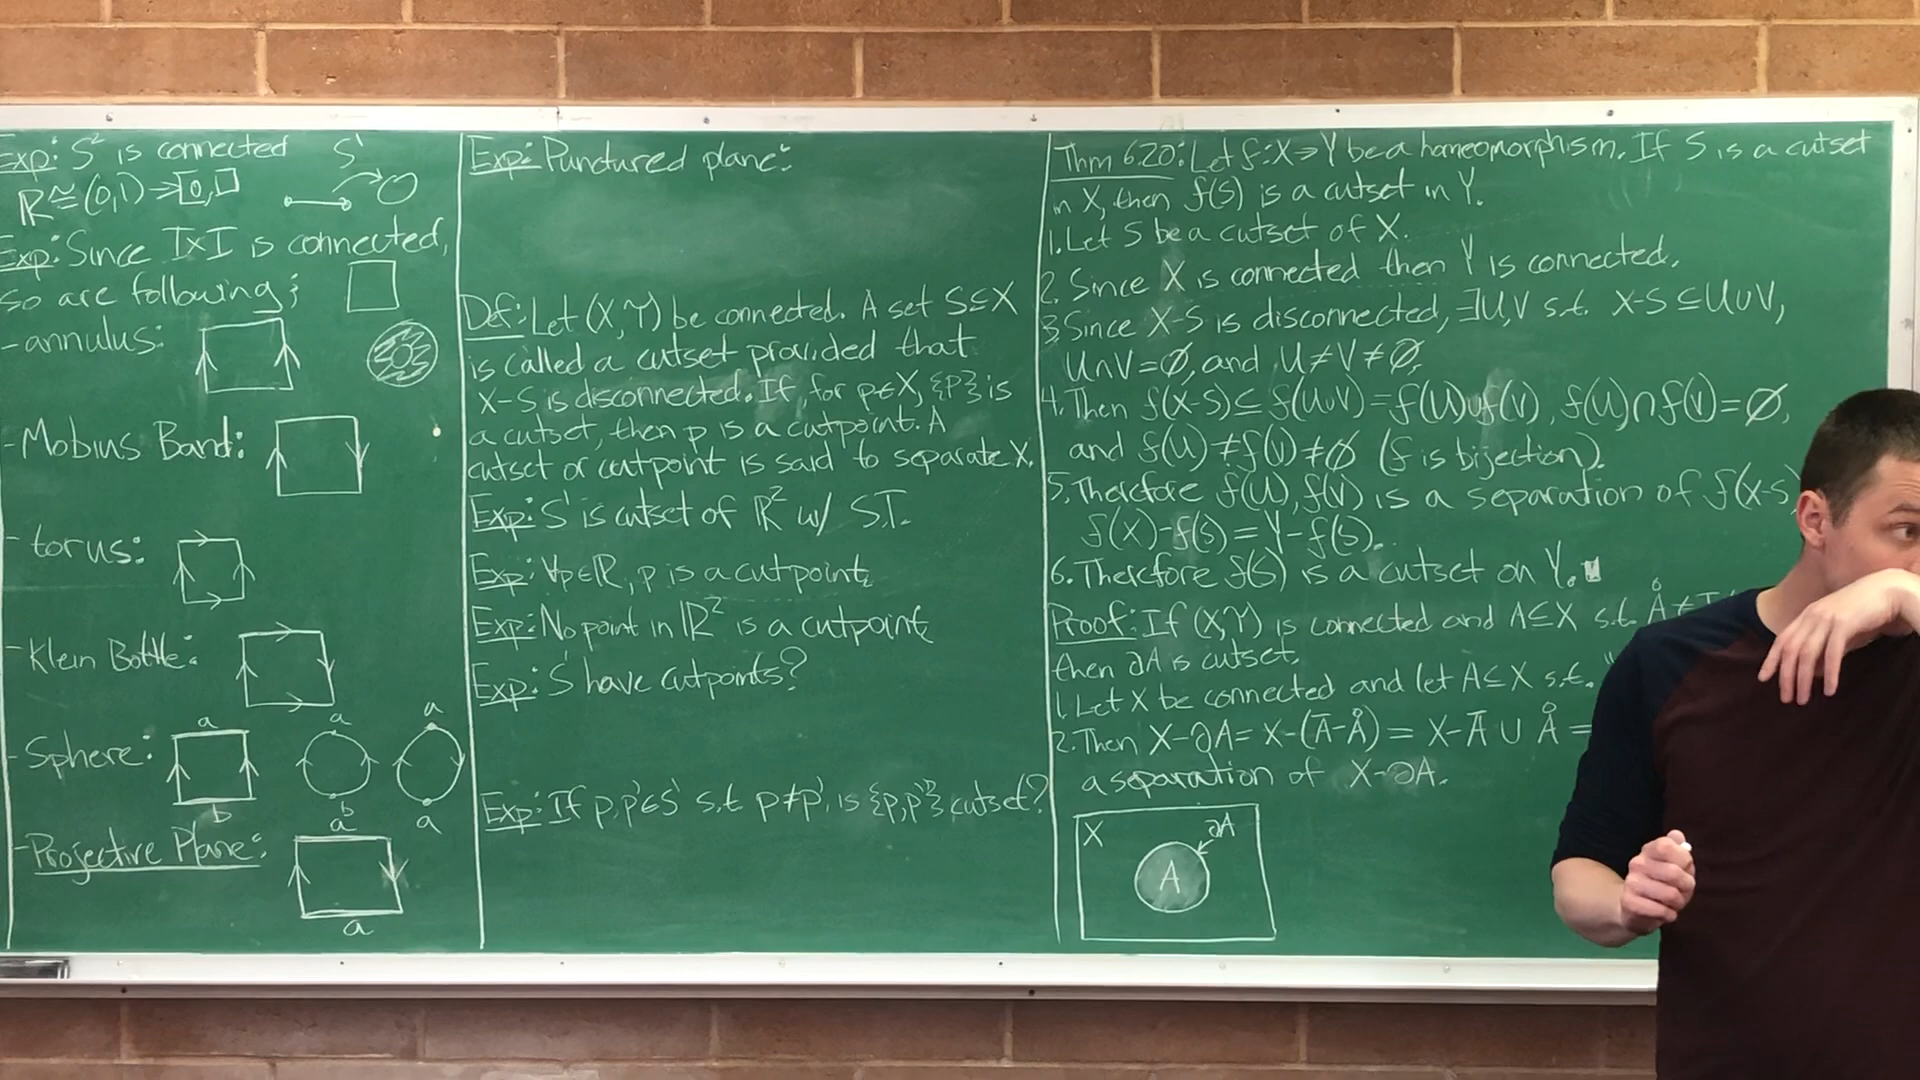 Exp: S² is connected S¹
ℝ≅(0,1)⇒[0,1]
Exp: Since I×I is connected,
so are following:
-annulus:
-Mobius Band:
-torus:
-Klein Bottle:
a a a
-Sphere:
b b a
-Projective Plane:
a
a
Exp: Punctured plane:
Def: Let (X,Υ) be connected. A set S⊆X
is called a cutset provided that
X-S is disconnected. If, for p∈X, {p} is
a cutset, then p is a cutpoint. A
cutset or cutpoint is said to separate X.
Exp: S¹ is cutset of ℝ² w/ S.T.
Exp: ∀p∈ℝ, p is a cutpoint.
Exp: No point in ℝ² is a cutpoint.
Exp: S¹ have cutpoints?
Exp: If p,p'∈S¹ s.t p≠p', is {p,p'} cutset?
Thm 6.20: Let f:X→Y be a homeomorphism. If S is a cutset
in X, then f(S) is a cutset in Y.
1. Let S be a cutset of X.
2. Since X is connected then Y is connected.
3. Since X-S is disconnected, ∃U,V s.t. X-S⊆U∪V,
U∩V=∅, and U≠V≠∅.
4. Then f(X-S)⊆f(U∪V)=f(U)∪f(V), f(U)∩f(V)=∅,
and f(U)≠f(V)≠∅ (f is bijection).
5. Therefore f(U),f(V) is a separation of f(X-S)
f(X)-f(S)=Y-f(S).
6. Therefore f(S) is a cutset on Y.
Proof: If (X,Υ) is connected and A⊆X s.t. Å≠
then ∂A is cutset.
1. Let X be connected and let A⊆X s.t.
2. Then X-∂A=X-(Ā-Å)=X-Ā∪Å=
a separation of X-∂A.
X ∂A
A